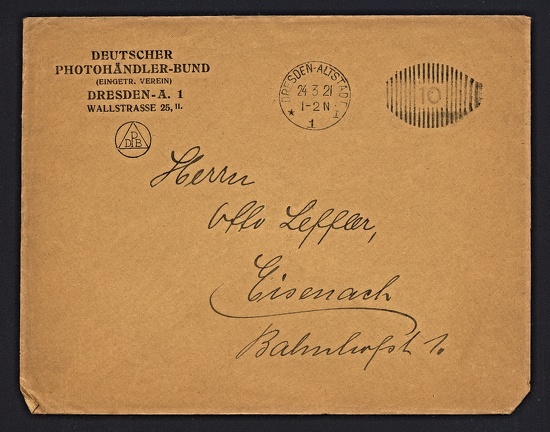 DEUTSCHER
PHOTOHÄNDLER-BUND
(EINGETR. VEREIN)
DRESDEN-A. 1
WALLSTRASSE 25, II.
DPB
DRESDEN-ALTSTADT
24 3 21
1-2 N
* 1 I
10
Herrn
Otto Leffler,
Eisenach
Bahnhofst 1.